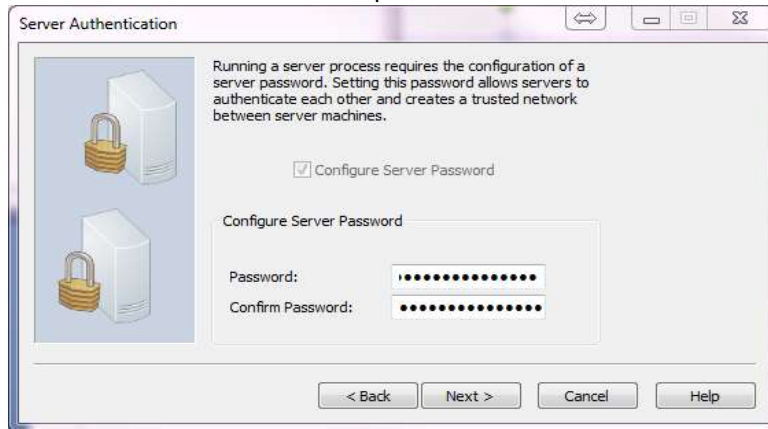 Server Authentication
Running a server process requires the configuration of a
server password. Setting this password allows servers to
authenticate each other and creates a trusted network
between server machines.
Configure Server Password
Configure Server Password
Password:
Confirm Password:
< Back Next > Cancel Help